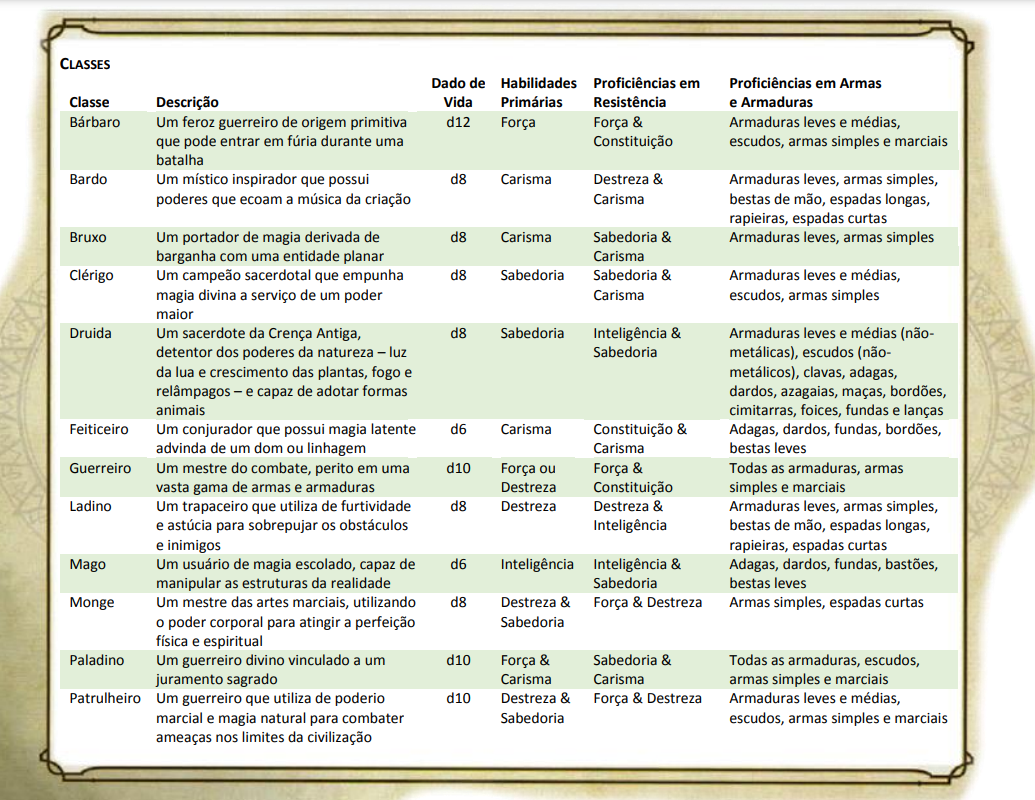 CLASSES
Classe Descrição Dado de Vida Habilidades Primárias Proficiências em Resistência Proficiências em Armas e Armaduras
Bárbaro Um feroz guerreiro de origem primitiva d12 Força Força & Armaduras leves e médias,
que pode entrar em fúria durante uma Constituição escudos, armas simples e marciais
batalha
Bardo Um místico inspirador que possui d8 Carisma Destreza & Armaduras leves, armas simples,
poderes que ecoam a música da criação Carisma bestas de mão, espadas longas,
rapieiras, espadas curtas
Bruxo Um portador de magia derivada de d8 Carisma Sabedoria & Armaduras leves, armas simples
barganha com uma entidade planar Carisma
Clérigo Um campeão sacerdotal que empunha d8 Sabedoria Sabedoria & Armaduras leves e médias,
magia divina a serviço de um poder Carisma escudos, armas simples
maior
Druida Um sacerdote da Crença Antiga, d8 Sabedoria Inteligência & Armaduras leves e médias (não-
detentor dos poderes da natureza – luz Sabedoria metálicas), escudos (não-
da lua e crescimento das plantas, fogo e metálicos), clavas, adagas,
relâmpagos – e capaz de adotar formas dardos, azagaias, maças, bordões,
animais cimitarras, foices, fundas e lanças
Feiticeiro Um conjurador que possui magia latente d6 Carisma Constituição & Adagas, dardos, fundas, bordões,
advinda de um dom ou linhagem Carisma bestas leves
Guerreiro Um mestre do combate, perito em uma d10 Força ou Força & Todas as armaduras, armas
vasta gama de armas e armaduras Destreza Constituição simples e marciais
Ladino Um trapaceiro que utiliza de furtividade d8 Destreza Destreza & Armaduras leves, armas simples,
e astúcia para sobrepujar os obstáculos Inteligência bestas de mão, espadas longas,
e inimigos rapieiras, espadas curtas
Mago Um usuário de magia escolado, capaz de d6 Inteligência Inteligência & Adagas, dardos, fundas, bastões,
manipular as estruturas da realidade Sabedoria bestas leves
Monge Um mestre das artes marciais, utilizando d8 Destreza & Força & Destreza Armas simples, espadas curtas
o poder corporal para atingir a perfeição Sabedoria
física e espiritual
Paladino Um guerreiro divino vinculado a um d10 Força & Sabedoria & Todas as armaduras, escudos,
juramento sagrado Carisma Carisma armas simples e marciais
Patrulheiro Um guerreiro que utiliza de poderio d10 Destreza & Força & Destreza Armaduras leves e médias,
marcial e magia natural para combater Sabedoria escudos, armas simples e marciais
ameaças nos limites da civilização